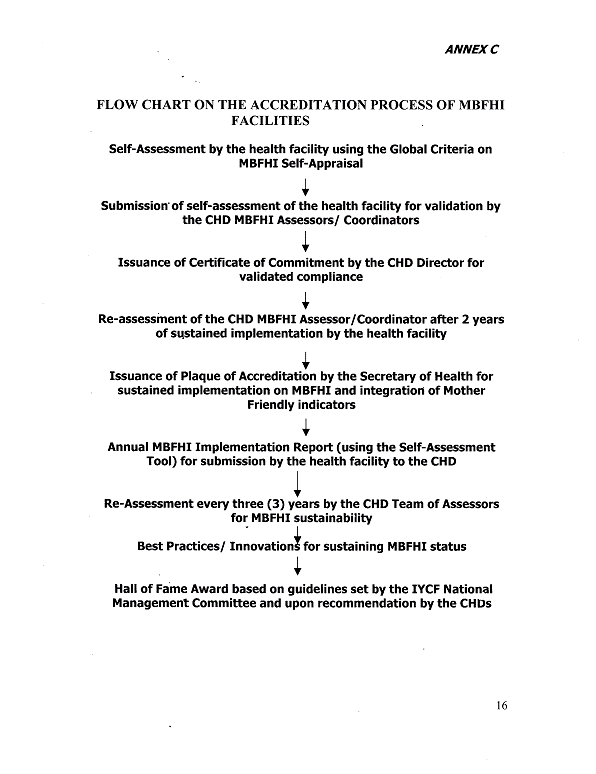 ANNEX C
FLOW CHART ON THE ACCREDITATION PROCESS OF MBFHI
FACILITIES
Self-Assessment by the health facility using the Global Criteria on
MBFHI Self-Appraisal
Submission of self-assessment of the health facility for validation by
the CHD MBFHI Assessors/ Coordinators
Issuance of Certificate of Commitment by the CHD Director for
validated compliance
Re-assessment of the CHD MBFHI Assessor/Coordinator after 2 years
of sustained implementation by the health facility
Issuance of Plaque of Accreditation by the Secretary of Health for
sustained implementation on MBFHI and integration of Mother
Friendly indicators
Annual MBFHI Implementation Report (using the Self-Assessment
Tool) for submission by the health facility to the CHD
Re-Assessment every three (3) years by the CHD Team of Assessors
for MBFHI sustainability
Best Practices/ Innovations for sustaining MBFHI status
Hall of Fame Award based on guidelines set by the IYCF National
Management Committee and upon recommendation by the CHDs
16